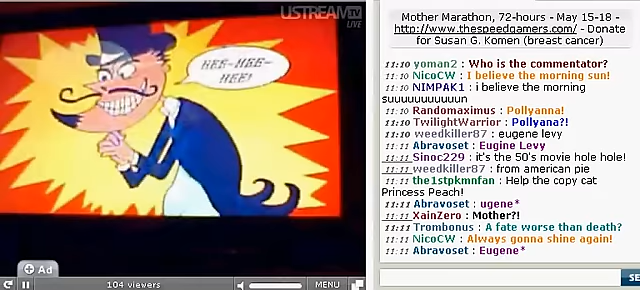 USTREAM TV
LIVE
HEE-HEE-
HEE!
Ad
104 viewers
MENU
Mother Marathon, 72-hours - May 15-18 -
http://www.thespeedgamers.com/ - Donate
for Susan G. Komen (breast cancer)
11:10 yoman2 : Who is the commentator?
11:10 NicoCW : I believe the morning sun!
11:10 NIMPAK1 : i believe the morning
suuuuuuuuuuun
11:10 Randomaximus : Pollyanna!
11:10 TwilightWarrior : Pollyana?!
11:10 weedkiller87 : eugene levy
11:11 Abravoset : Eugine Levy
11:11 Sinoc229 : it's the 50's movie hole hole!
11:11 weedkiller87 : from american pie
11:11 the1stpkmnfan : Help the copy cat
Princess Peach!
11:11 Abravoset : ugene*
11:11 XainZero : Mother?!
11:11 Trombonus : A fate worse than death?
11:11 NicoCW : Always gonna shine again!
11:11 Abravoset : Eugene*
SE